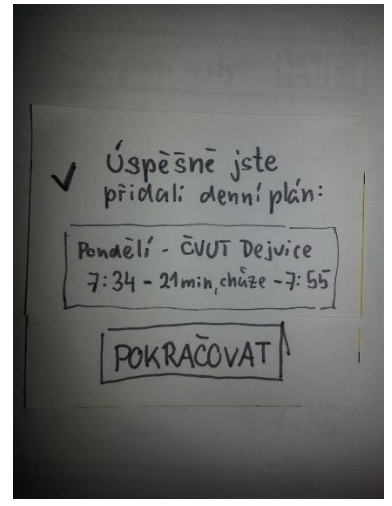 ✓ Úspěšně jste
přidali denní plán:
Pondělí - ČVUT Dejvice
7:34 - 21min, chůze - 7:55
POKRAČOVAT